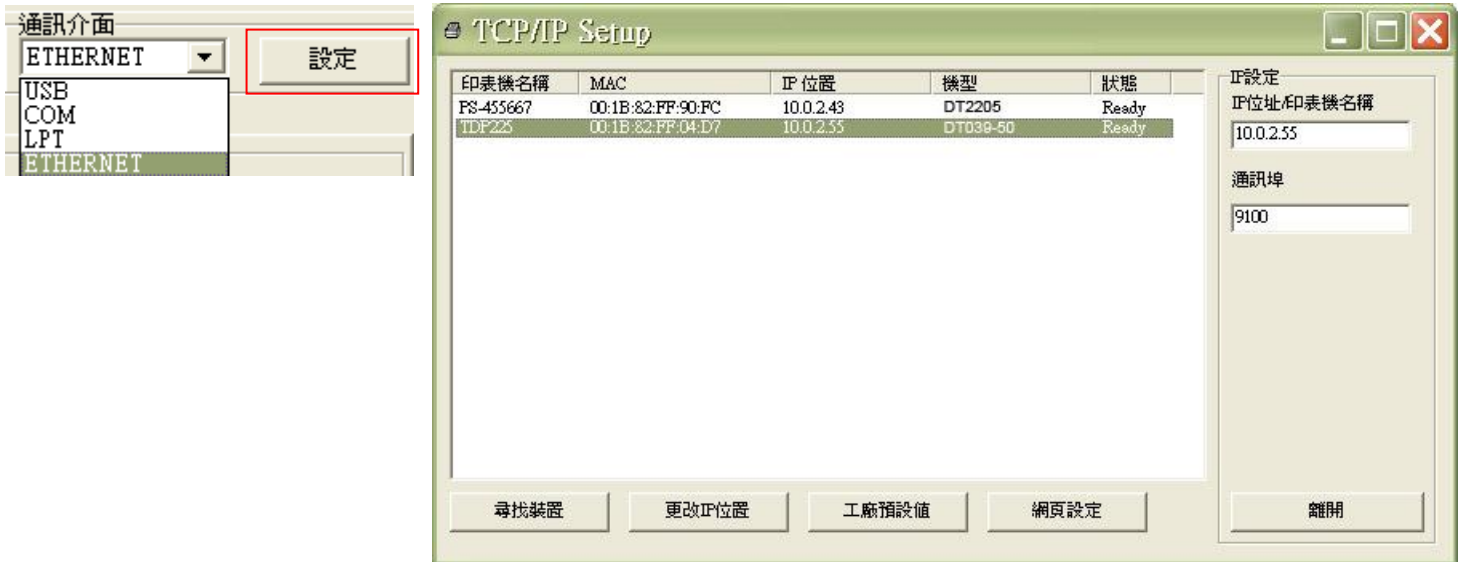 通訊介面
ETHERNET
設定
USB
COM
LPT
ETHERNET
TCP/IP Setup
印表機名稱 MAC IP 位置 機型 狀態
PS-455667 00:1B:82:FF:90:FC 10.0.2.43 DT2205 Ready
TDP225 00:1B:82:FF:04:D7 10.0.2.55 DT039-50 Ready
IP設定
IP位址/印表機名稱
10.0.2.55
通訊埠
9100
尋找裝置 更改IP位置 工廠預設值 網頁設定 離開